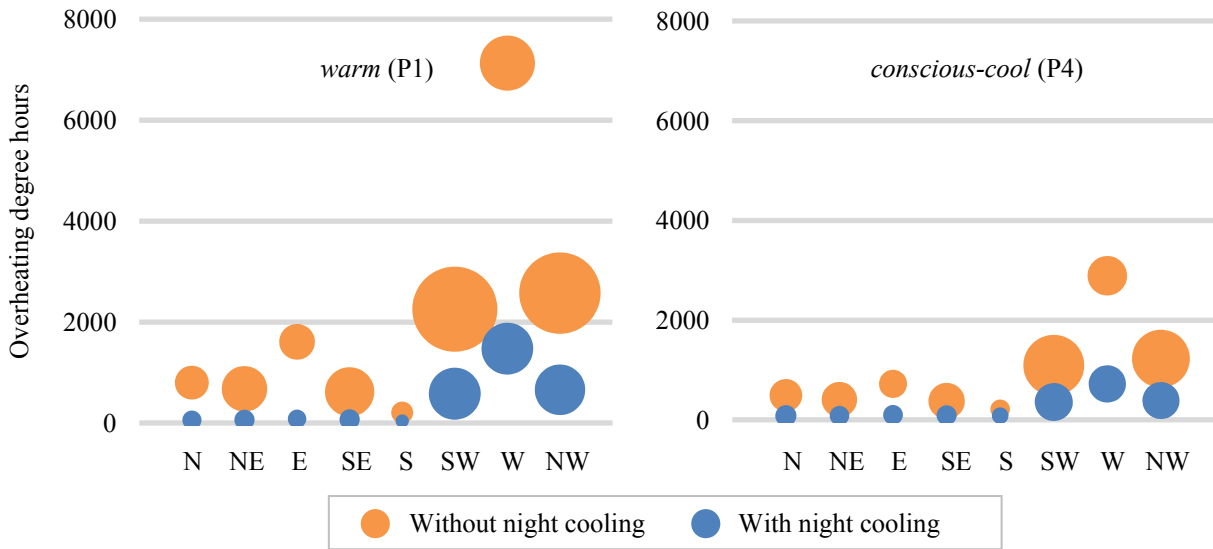 Overheating degree hours
8000
6000
4000
2000
0
warm (P1)
N NE E SE S SW W NW
8000
6000
4000
2000
0
conscious-cool (P4)
N NE E SE S SW W NW
Without night cooling
With night cooling